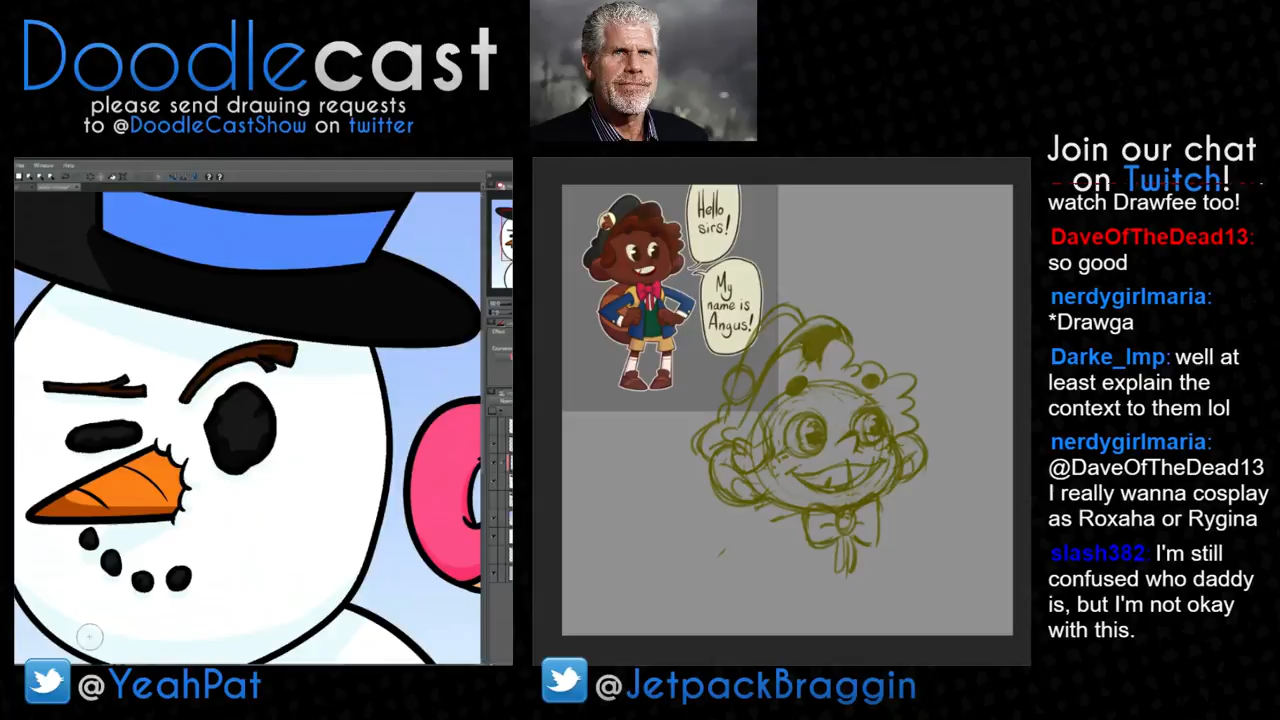 Doodlecast
please send drawing requests
to @DoodleCastShow on twitter
Window Help
Hello
sirs!
My
name is
Angus!
Join our chat
on Twitch!
watch Drawfee too!
DaveOfTheDead13:
so good
nerdygirlmaria:
*Drawga
Darke_Imp: well at
least explain the
context to them lol
nerdygirlmaria:
@DaveOfTheDead13
I really wanna cosplay
as Roxaha or Rygina
slash382: I'm still
confused who daddy
is, but I'm not okay
with this.
@YeahPat
@JetpackBraggin